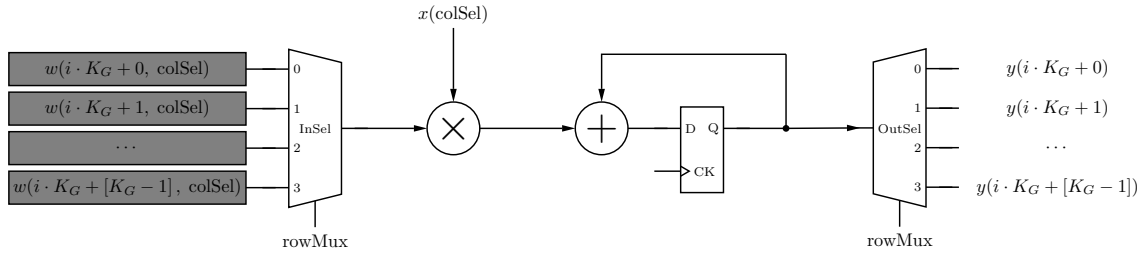 x(colSel)
w(i · K_G + 0, colSel)
w(i · K_G + 1, colSel)
⋯
w(i · K_G + [K_G − 1], colSel)
0
1
InSel
2
3
rowMux
D Q
CK
0
1
OutSel
2
3
rowMux
y(i · K_G + 0)
y(i · K_G + 1)
⋯
y(i · K_G + [K_G − 1])